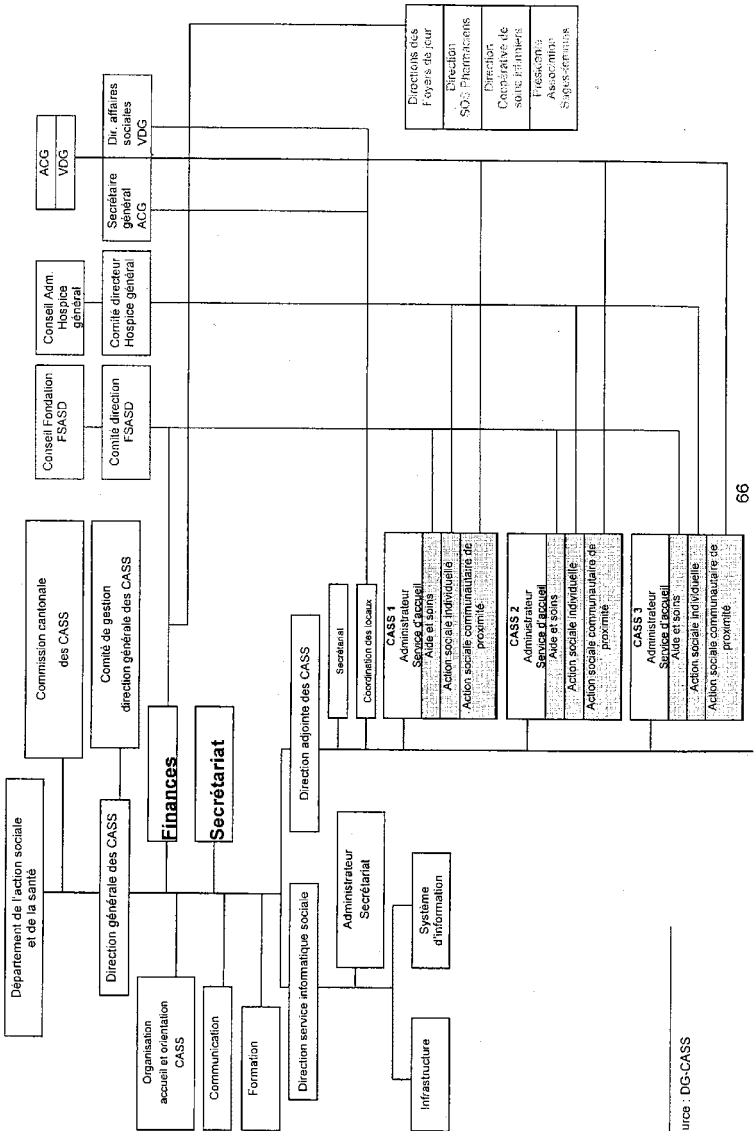 Département de l'action sociale
et de la santé
Commission cantonale
des CASS
Direction générale des CASS
Comité de gestion
direction générale des CASS
Conseil Fondation
FSASD
Comité direction
FSASD
Conseil Adm.
Hospice
général
Comité directeur
Hospice général
ACG
VDG
Secrétaire
général
ACG
Dir. affaires
sociales
VDG
Organisation
accueil et orientation
CASS
Communication
Formation
Finances
Secrétariat
Directions des
Foyers de jour
Direction
SOS Pharmaciens
Direction
Coopérative de
soins infirmiers
Présidente
Association
Sages-femmes
Direction service informatique sociale
Administrateur
Secrétariat
Infrastructure
Système
d'information
Direction adjointe des CASS
Secrétariat
Coordination des locaux
CASS 1
Administrateur
Service d'accueil
Aide et soins
Action sociale individuelle
Action sociale communautaire de
proximité
CASS 2
Administrateur
Service d'accueil
Aide et soins
Action sociale individuelle
Action sociale communautaire de
proximité
CASS 3
Administrateur
Service d'accueil
Aide et soins
Action sociale individuelle
Action sociale communautaire de
proximité
urce : DG-CASS
66